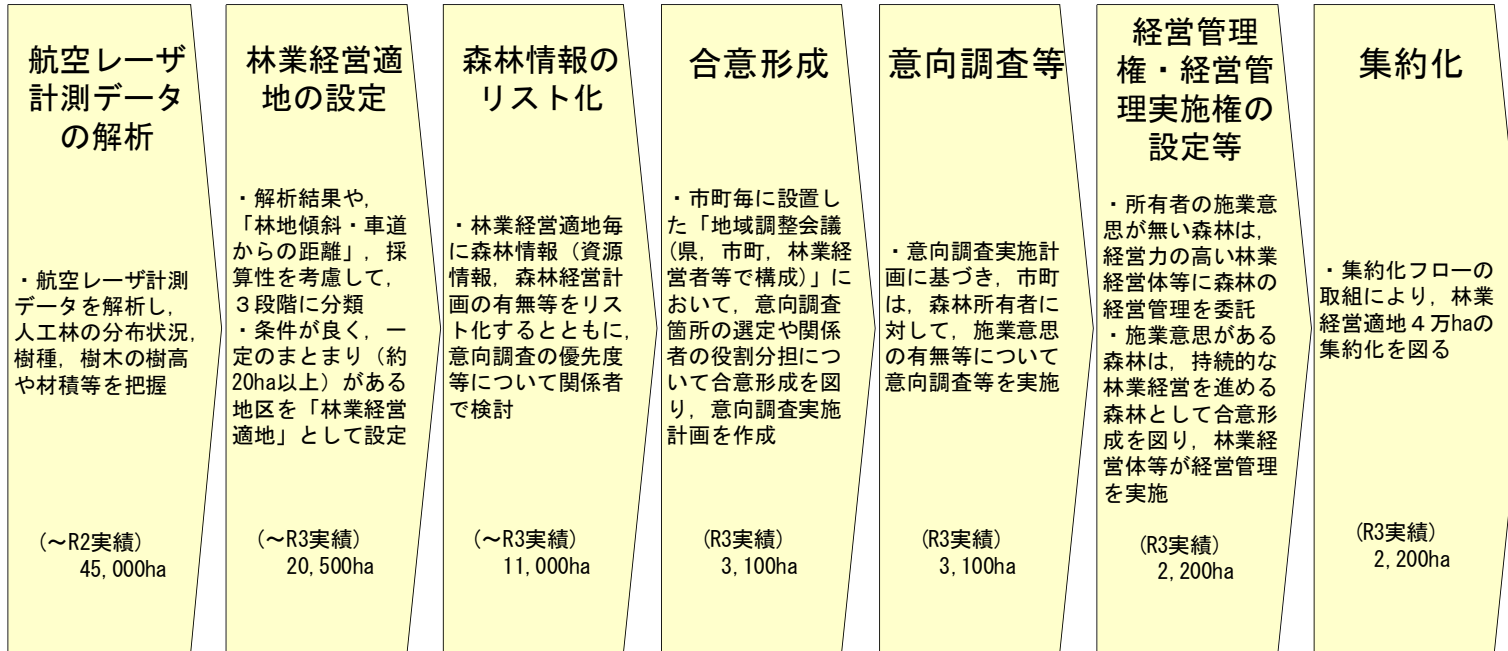 航空レーザ
計測データ
の解析
・航空レーザ計測
データを解析し，
人工林の分布状況，
樹種，樹木の樹高
や材積等を把握
（～R2実績）
45,000ha
林業経営適
地の設定
・解析結果や，
「林地傾斜・車道
からの距離」，採
算性を考慮して，
３段階に分類
・条件が良く，一
定のまとまり（約
20ha以上）がある
地区を「林業経営
適地」として設定
（～R3実績）
20,500ha
森林情報の
リスト化
・林業経営適地毎
に森林情報（資源
情報，森林経営計
画の有無等をリス
ト化するとともに，
意向調査の優先度
等について関係者
で検討
（～R3実績）
11,000ha
合意形成
・市町毎に設置し
た「地域調整会議
(県，市町，林業経
営者等で構成)」に
おいて，意向調査
箇所の選定や関係
者の役割分担につ
いて合意形成を図
り，意向調査実施
計画を作成
(R3実績）
3,100ha
意向調査等
・意向調査実施計
画に基づき，市町
は，森林所有者に
対して，施業意思
の有無等について
意向調査等を実施
(R3実績）
3,100ha
経営管理
権・経営管
理実施権の
設定等
・所有者の施業意
思が無い森林は，
経営力の高い林業
経営体等に森林の
経営管理を委託
・施業意思がある
森林は，持続的な
林業経営を進める
森林として合意形
成を図り，林業経
営体等が経営管理
を実施
(R3実績）
2,200ha
集約化
・集約化フローの
取組により，林業
経営適地４万haの
集約化を図る
(R3実績）
2,200ha